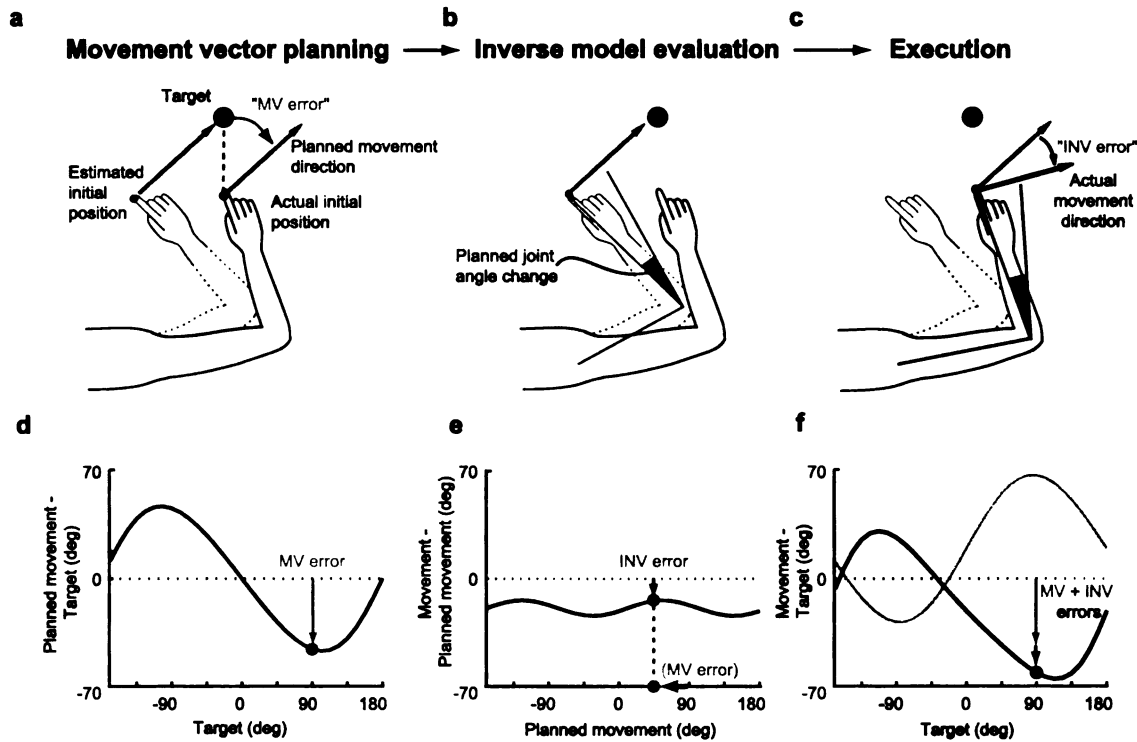 a
b
c
Movement vector planning
Inverse model evaluation
Execution
Target
"MV error"
Planned movement
direction
Estimated
initial
position
Actual initial
position
Planned joint
angle change
"INV error"
Actual
movement
direction
d
e
f
70
0
-70
Planned movement -
Target (deg)
MV error
-90
0
90
180
Target (deg)
70
0
-70
Movement -
Planned movement (deg)
INV error
(MV error)
-90
0
90
180
Planned movement (deg)
70
0
-70
Movement -
Target (deg)
MV + INV
errors
-90
0
90
180
Target (deg)